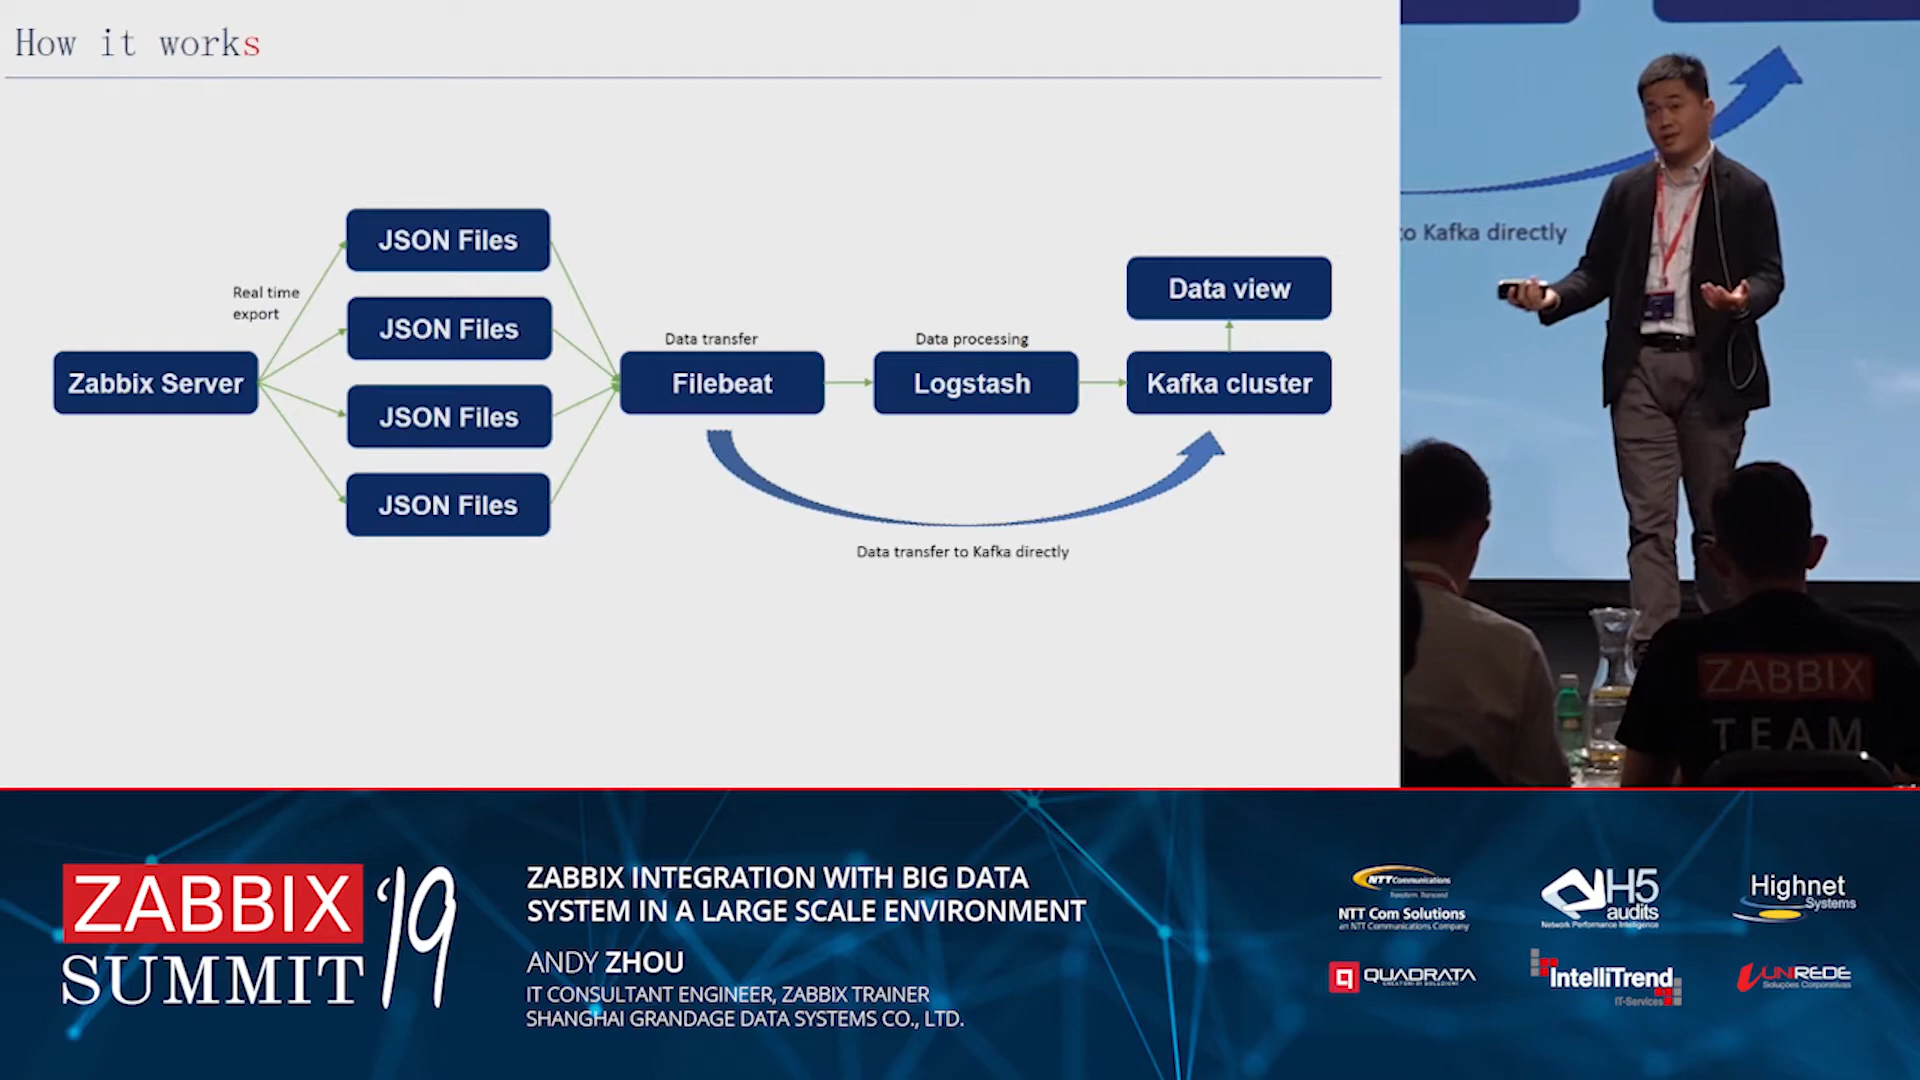 How it works
JSON Files
Real time
export
JSON Files
Zabbix Server
JSON Files
JSON Files
Data transfer
Filebeat
Data processing
Logstash
Data view
Kafka cluster
Data transfer to Kafka directly
to Kafka directly
ZABBIX
TEAM
ZABBIX '19
SUMMIT
ZABBIX INTEGRATION WITH BIG DATA
SYSTEM IN A LARGE SCALE ENVIRONMENT
ANDY ZHOU
IT CONSULTANT ENGINEER, ZABBIX TRAINER
SHANGHAI GRANDAGE DATA SYSTEMS CO., LTD.
NTT Communications
Transform. Transcend.
NTT Com Solutions
an NTT Communications Company
H5
audits
Network Performance Intelligence
Highnet
Systems
QUADRATA
CREATORI DI SOLUZIONI
IntelliTrend
IT-Services
UNIREDE
Soluções Corporativas